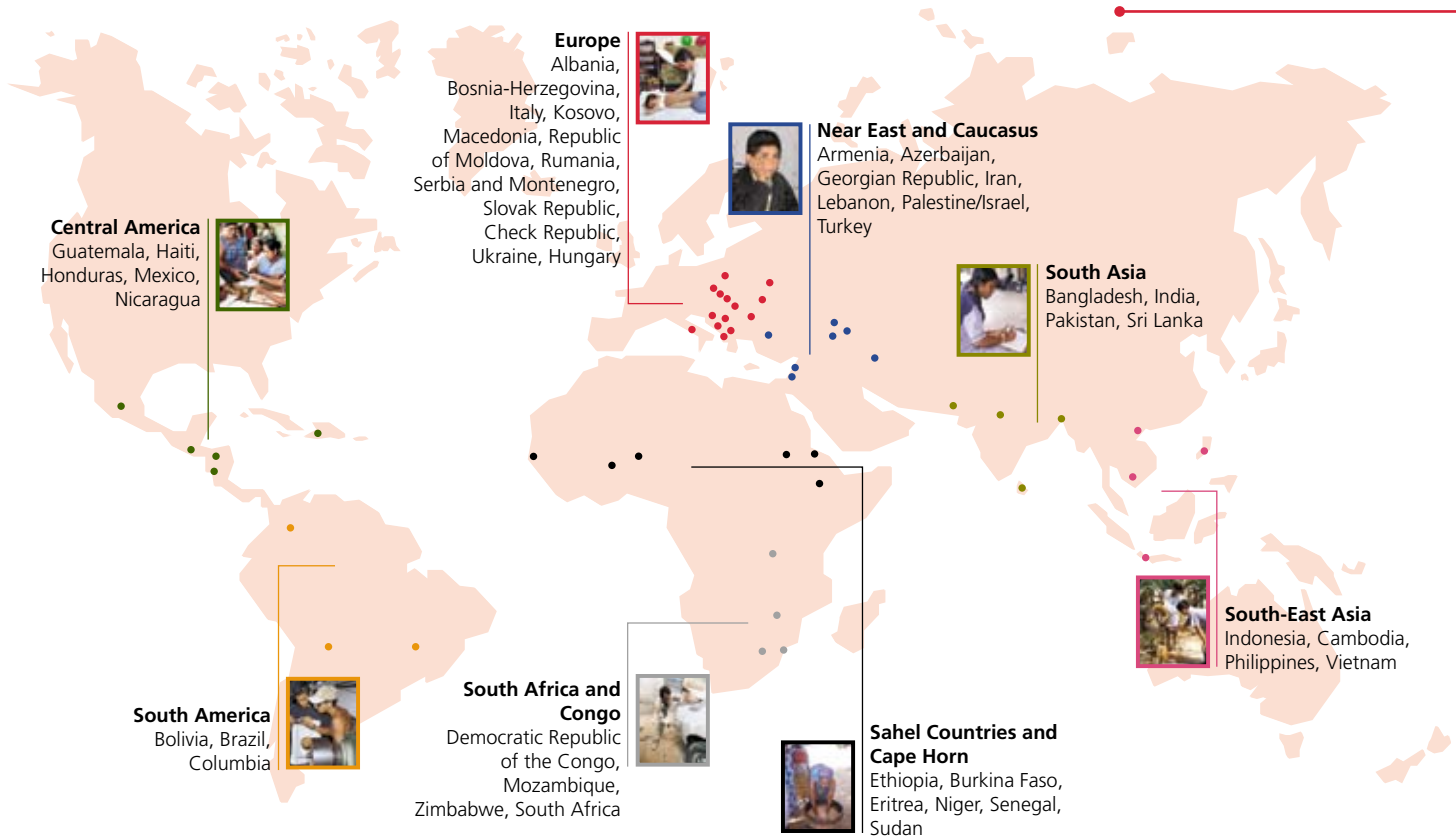 Europe
Albania,
Bosnia-Herzegovina,
Italy, Kosovo,
Macedonia, Republic
of Moldova, Rumania,
Serbia and Montenegro,
Slovak Republic,
Check Republic,
Ukraine, Hungary
Near East and Caucasus
Armenia, Azerbaijan,
Georgian Republic, Iran,
Lebanon, Palestine/Israel,
Turkey
Central America
Guatemala, Haiti,
Honduras, Mexico,
Nicaragua
South Asia
Bangladesh, India,
Pakistan, Sri Lanka
South-East Asia
Indonesia, Cambodia,
Philippines, Vietnam
South America
Bolivia, Brazil,
Columbia
South Africa and
Congo
Democratic Republic
of the Congo,
Mozambique,
Zimbabwe, South Africa
Sahel Countries and
Cape Horn
Ethiopia, Burkina Faso,
Eritrea, Niger, Senegal,
Sudan